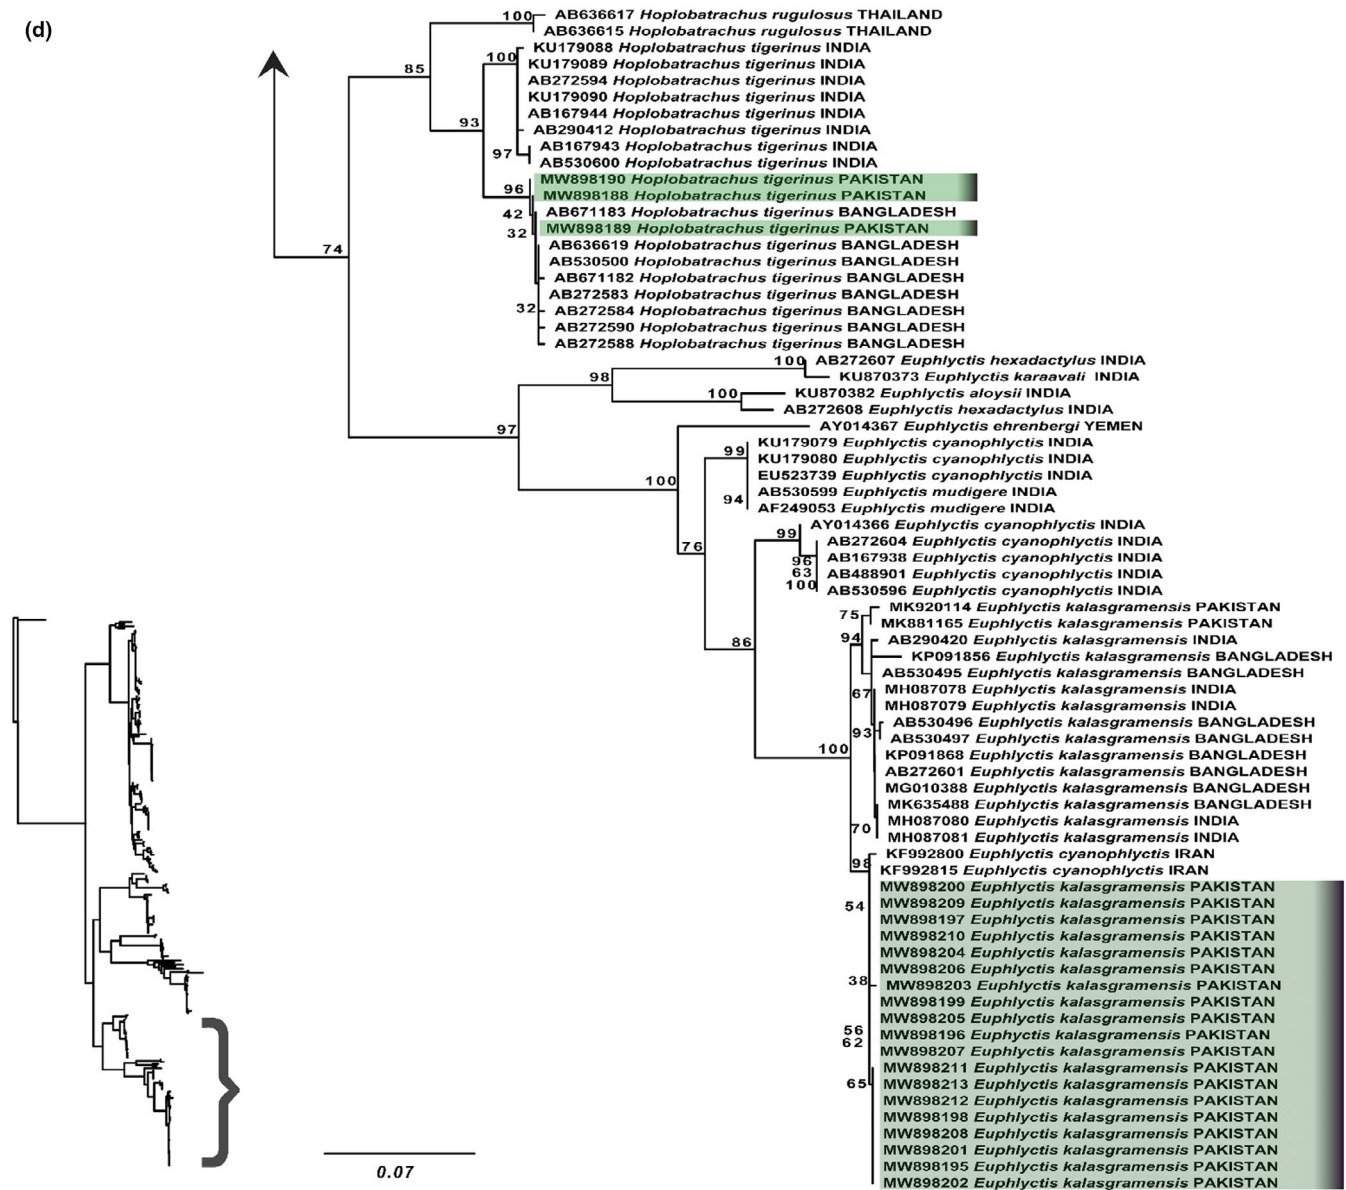 (d)
100
AB636617 Hoplobatrachus rugulosus THAILAND
AB636615 Hoplobatrachus rugulosus THAILAND
KU179088 Hoplobatrachus tigerinus INDIA
100
KU179089 Hoplobatrachus tigerinus INDIA
85
AB272594 Hoplobatrachus tigerinus INDIA
KU179090 Hoplobatrachus tigerinus INDIA
AB167944 Hoplobatrachus tigerinus INDIA
93
AB290412 Hoplobatrachus tigerinus INDIA
AB167943 Hoplobatrachus tigerinus INDIA
97
AB530600 Hoplobatrachus tigerinus INDIA
MW898190 Hoplobatrachus tigerinus PAKISTAN
96
MW898188 Hoplobatrachus tigerinus PAKISTAN
42
AB671183 Hoplobatrachus tigerinus BANGLADESH
32
MW898189 Hoplobatrachus tigerinus PAKISTAN
74
AB636619 Hoplobatrachus tigerinus BANGLADESH
AB530500 Hoplobatrachus tigerinus BANGLADESH
AB671182 Hoplobatrachus tigerinus BANGLADESH
AB272583 Hoplobatrachus tigerinus BANGLADESH
32
AB272584 Hoplobatrachus tigerinus BANGLADESH
AB272590 Hoplobatrachus tigerinus BANGLADESH
AB272588 Hoplobatrachus tigerinus BANGLADESH
100
AB272607 Euphlyctis hexadactylus INDIA
98
KU870373 Euphlyctis karaavali INDIA
100
KU870382 Euphlyctis aloysii INDIA
AB272608 Euphlyctis hexadactylus INDIA
97
AY014367 Euphlyctis ehrenbergi YEMEN
KU179079 Euphlyctis cyanophlyctis INDIA
99
KU179080 Euphlyctis cyanophlyctis INDIA
100
EU523739 Euphlyctis cyanophlyctis INDIA
AB530599 Euphlyctis mudigere INDIA
94
AF249053 Euphlyctis mudigere INDIA
AY014366 Euphlyctis cyanophlyctis INDIA
99
AB272604 Euphlyctis cyanophlyctis INDIA
76
96
AB167938 Euphlyctis cyanophlyctis INDIA
63
AB488901 Euphlyctis cyanophlyctis INDIA
100
AB530596 Euphlyctis cyanophlyctis INDIA
75
MK920114 Euphlyctis kalasgramensis PAKISTAN
MK881165 Euphlyctis kalasgramensis PAKISTAN
86
94
AB290420 Euphlyctis kalasgramensis INDIA
KP091856 Euphlyctis kalasgramensis BANGLADESH
AB530495 Euphlyctis kalasgramensis BANGLADESH
67
MH087078 Euphlyctis kalasgramensis INDIA
MH087079 Euphlyctis kalasgramensis INDIA
AB530496 Euphlyctis kalasgramensis BANGLADESH
93
AB530497 Euphlyctis kalasgramensis BANGLADESH
100
KP091868 Euphlyctis kalasgramensis BANGLADESH
AB272601 Euphlyctis kalasgramensis BANGLADESH
MG010388 Euphlyctis kalasgramensis BANGLADESH
MK635488 Euphlyctis kalasgramensis BANGLADESH
70
MH087080 Euphlyctis kalasgramensis INDIA
MH087081 Euphlyctis kalasgramensis INDIA
98
KF992800 Euphlyctis cyanophlyctis IRAN
KF992815 Euphlyctis cyanophlyctis IRAN
MW898200 Euphlyctis kalasgramensis PAKISTAN
54
MW898209 Euphlyctis kalasgramensis PAKISTAN
MW898197 Euphlyctis kalasgramensis PAKISTAN
MW898210 Euphlyctis kalasgramensis PAKISTAN
MW898204 Euphlyctis kalasgramensis PAKISTAN
MW898206 Euphlyctis kalasgramensis PAKISTAN
38
MW898203 Euphlyctis kalasgramensis PAKISTAN
MW898199 Euphlyctis kalasgramensis PAKISTAN
MW898205 Euphlyctis kalasgramensis PAKISTAN
56
MW898196 Euphyctis kalasgramensis PAKISTAN
62
MW898207 Euphlyctis kalasgramensis PAKISTAN
MW898211 Euphlyctis kalasgramensis PAKISTAN
65
MW898213 Euphlyctis kalasgramensis PAKISTAN
MW898212 Euphlyctis kalasgramensis PAKISTAN
MW898198 Euphlyctis kalasgramensis PAKISTAN
MW898208 Euphlyctis kalasgramensis PAKISTAN
MW898201 Euphlyctis kalasgramensis PAKISTAN
MW898195 Euphlyctis kalasgramensis PAKISTAN
MW898202 Euphlyctis kalasgramensis PAKISTAN
0.07